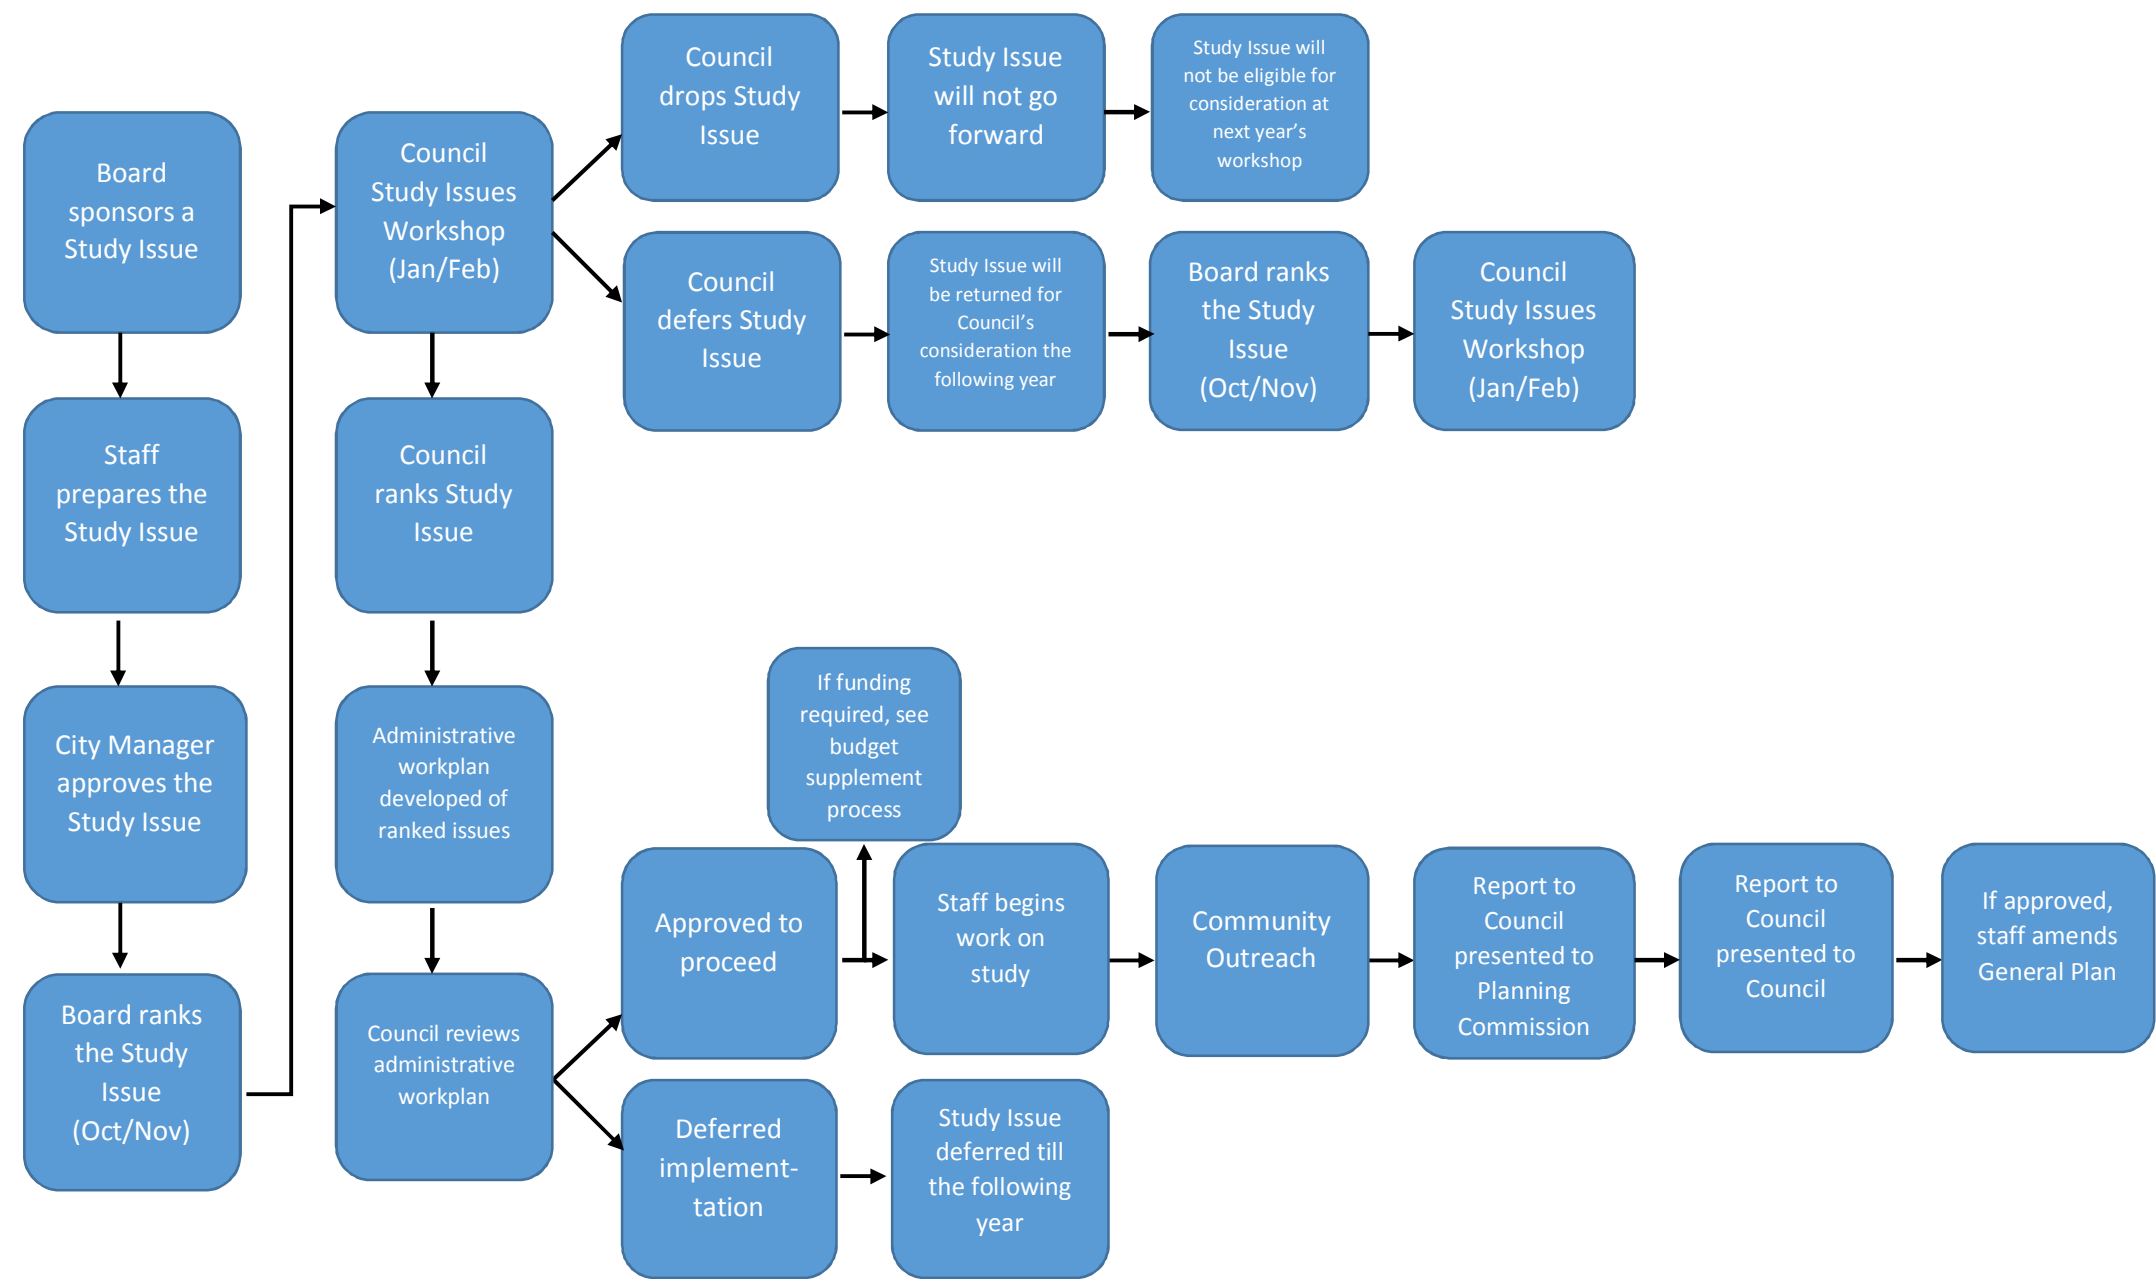 Board
sponsors a
Study Issue
Staff
prepares the
Study Issue
City Manager
approves the
Study Issue
Board ranks
the Study
Issue
(Oct/Nov)
Council
Study Issues
Workshop
(Jan/Feb)
Council
ranks Study
Issue
Administrative
workplan
developed of
ranked issues
Council reviews
administrative
workplan
Council
drops Study
Issue
Study Issue
will not go
forward
Study Issue will
not be eligible for
consideration at
next year’s
workshop
Council
defers Study
Issue
Study Issue will
be returned for
Council’s
consideration the
following year
Board ranks
the Study
Issue
(Oct/Nov)
Council
Study Issues
Workshop
(Jan/Feb)
If funding
required, see
budget
supplement
process
Approved to
proceed
Staff begins
work on
study
Community
Outreach
Report to
Council
presented to
Planning
Commission
Report to
Council
presented to
Council
If approved,
staff amends
General Plan
Deferred
implement-
tation
Study Issue
deferred till
the following
year